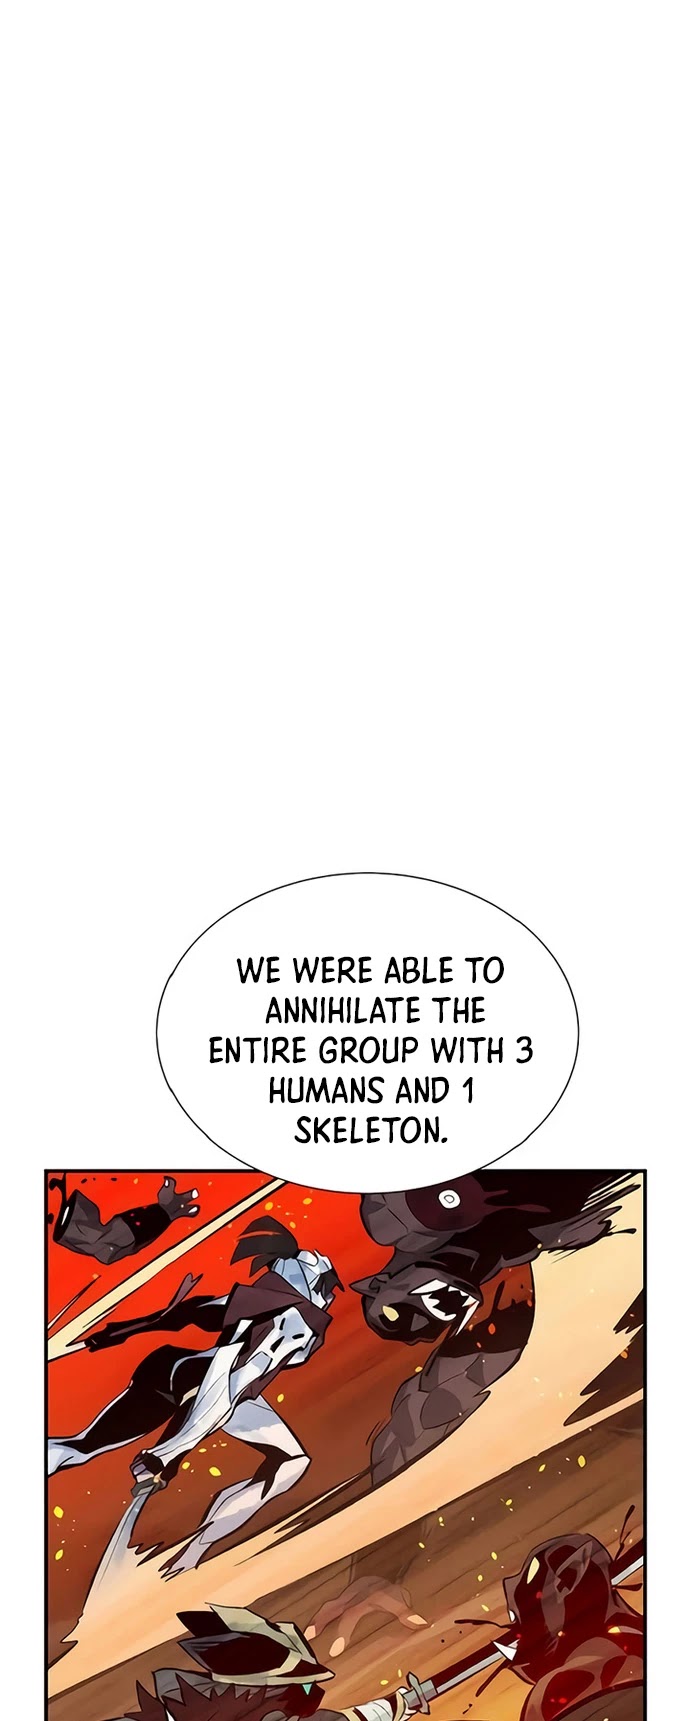 WE WERE ABLE TO
ANNIHILATE THE
ENTIRE GROUP WITH 3
HUMANS AND 1
SKELETON.